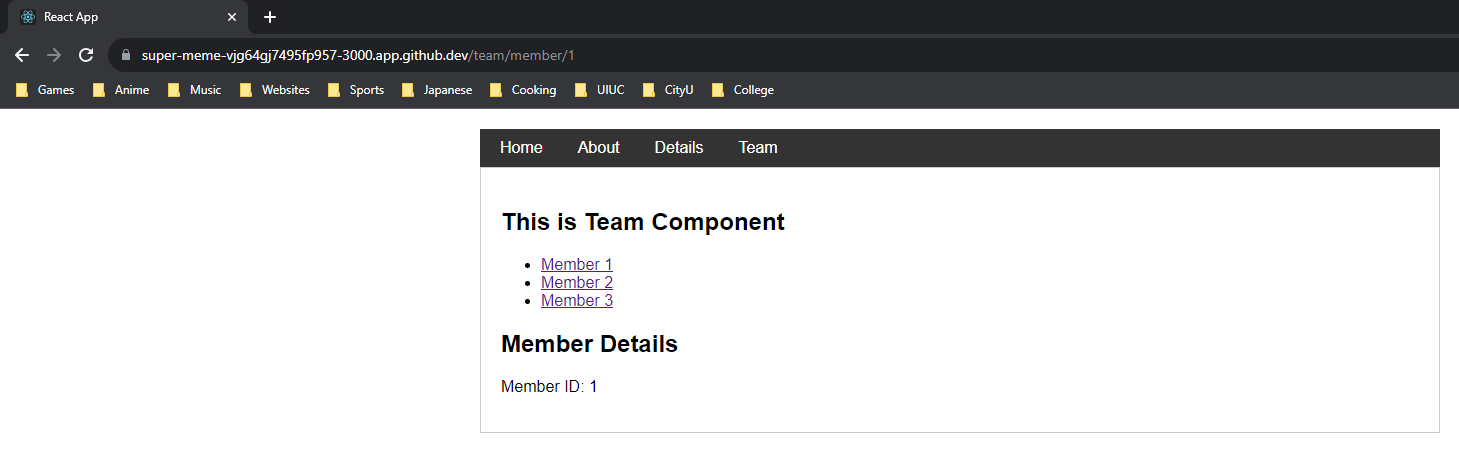 React App
super-meme-vjg64gj7495fp957-3000.app.github.dev/team/member/1
Games Anime Music Websites Sports Japanese Cooking UIUC CityU College
Home About Details Team
This is Team Component
Member 1
Member 2
Member 3
Member Details
Member ID: 1